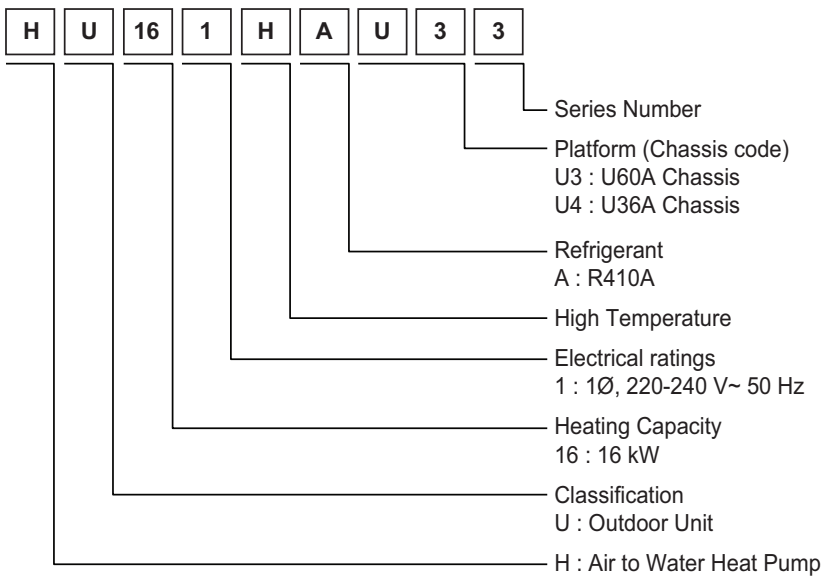 H U 16 1 H A U 3 3
Series Number
Platform (Chassis code)
U3 : U60A Chassis
U4 : U36A Chassis
Refrigerant
A : R410A
High Temperature
Electrical ratings
1 : 1Ø, 220-240 V~ 50 Hz
Heating Capacity
16 : 16 kW
Classification
U : Outdoor Unit
H : Air to Water Heat Pump